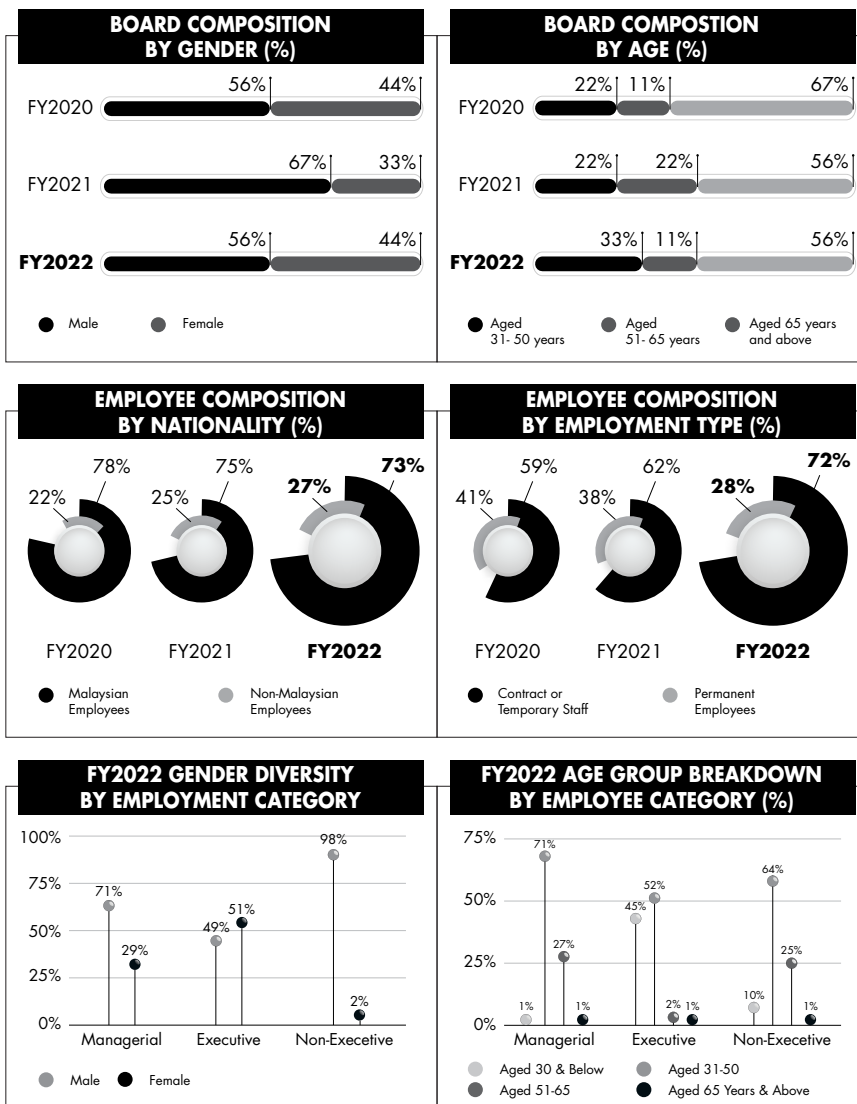 BOARD COMPOSITION
BY GENDER (%)
56%
44%
FY2020
67%
33%
FY2021
56%
44%
FY2022
Male
Female
BOARD COMPOSTION
BY AGE (%)
22%
11%
67%
FY2020
22%
22%
56%
FY2021
33%
11%
56%
FY2022
Aged
31- 50 years
Aged
51- 65 years
Aged 65 years
and above
EMPLOYEE COMPOSITION
BY NATIONALITY (%)
78%
22%
75%
25%
73%
27%
FY2020
FY2021
FY2022
Malaysian
Employees
Non-Malaysian
Employees
EMPLOYEE COMPOSITION
BY EMPLOYMENT TYPE (%)
59%
41%
62%
38%
72%
28%
FY2020
FY2021
FY2022
Contract or
Temporary Staff
Permanent
Employees
FY2022 GENDER DIVERSITY
BY EMPLOYMENT CATEGORY
100%
75%
50%
25%
0%
71%
29%
49%
51%
98%
2%
Managerial
Executive
Non-Execetive
Male
Female
FY2022 AGE GROUP BREAKDOWN
BY EMPLOYEE CATEGORY (%)
75%
50%
25%
0%
1%
71%
27%
1%
45%
52%
2%
1%
10%
64%
25%
1%
Managerial
Executive
Non-Execetive
Aged 30 & Below
Aged 31-50
Aged 51-65
Aged 65 Years & Above